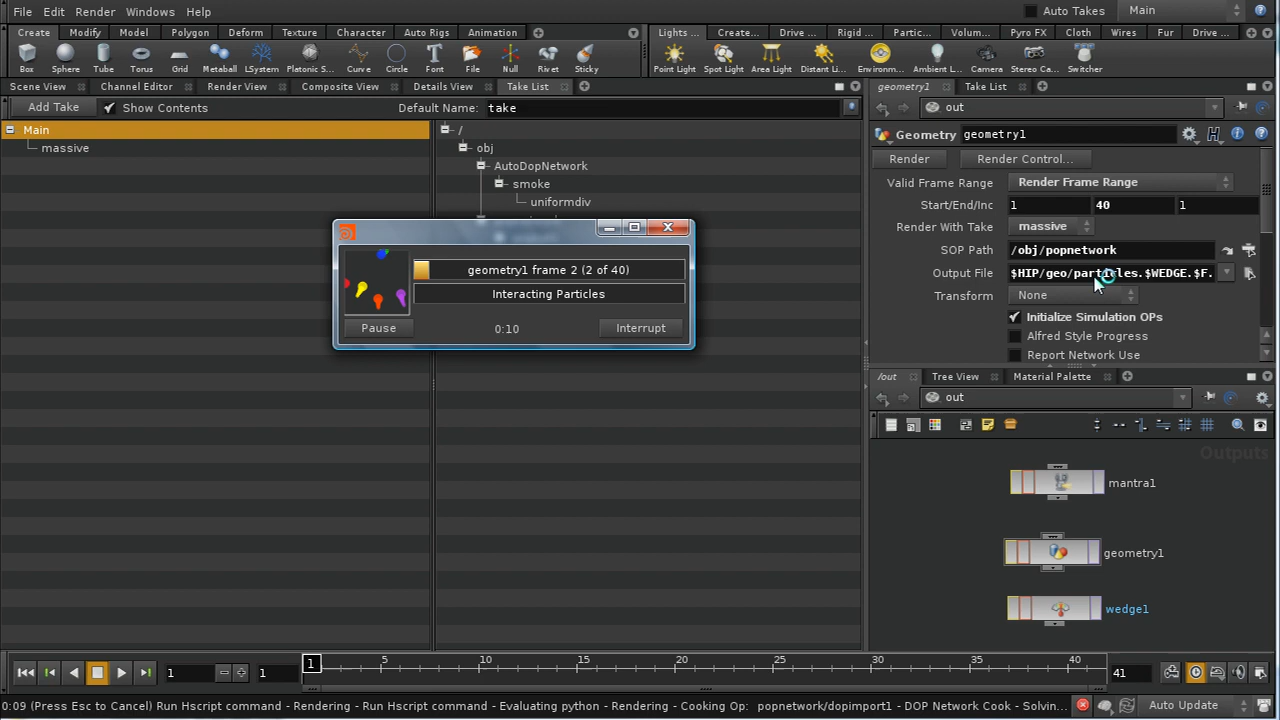 File Edit Render Windows Help Auto Takes Main
Create Modify Model Polygon Deform Texture Character Auto Rigs Animation Lights ... Create... Drive ... Rigid ... Partic... Volum... Pyro FX Cloth Wires Fur Drive ...
Box Sphere Tube Torus Grid Metaball LSystem Platonic S... Curve Circle Font File Null Rivet Sticky Point Light Spot Light Area Light Distant Li... Environm... Ambient L... Camera Stereo Ca... Switcher
Scene View Channel Editor Render View Composite View Details View Take List
Add Take Show Contents Default Name: take
Main
massive
/
obj
AutoDopNetwork
smoke
uniformdiv
geometry1 frame 2 (2 of 40)
Interacting Particles
Pause 0:10 Interrupt
geometry1 Take List
out
Geometry geometry1
Render Render Control...
Valid Frame Range Render Frame Range
Start/End/Inc 1 40 1
Render With Take massive
SOP Path /obj/popnetwork
Output File $HIP/geo/particles.$WEDGE.$F.
Transform None
Initialize Simulation OPs
Alfred Style Progress
Report Network Use
/out Tree View Material Palette
out
Outputs
mantra1
geometry1
wedge1
1 1 1 5 10 15 20 25 30 35 40 41
0:09 (Press Esc to Cancel) Run Hscript command - Rendering - Run Hscript command - Evaluating python - Rendering - Cooking Op: popnetwork/dopimport1 - DOP Network Cook - Solvin... Auto Update